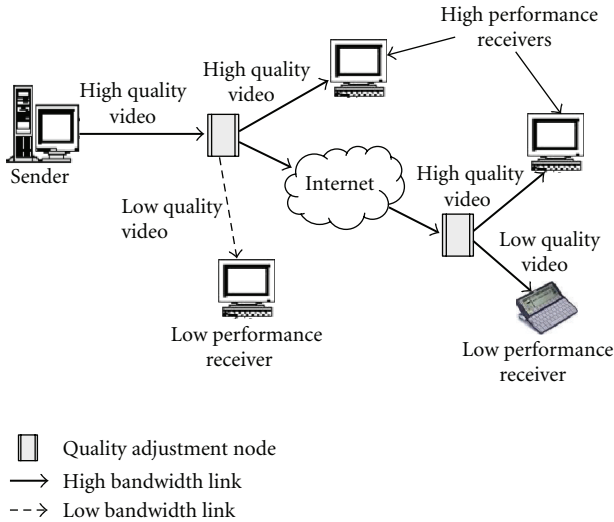 High performance
receivers
High quality
video
High quality
video
Sender
Internet
High quality
video
Low quality
video
Low quality
video
Low performance
receiver
Low performance
receiver
Quality adjustment node
High bandwidth link
Low bandwidth link